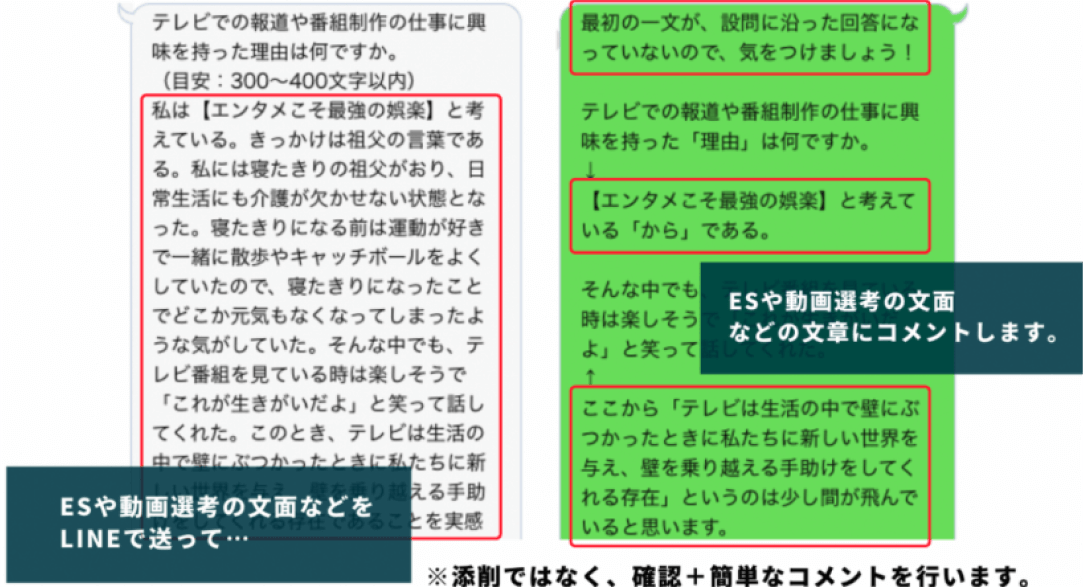 テレビでの報道や番組制作の仕事に興
味を持った理由は何ですか。
（目安：300〜400文字以内）
私は【エンタメこそ最強の娯楽】と考
えている。きっかけは祖父の言葉であ
る。私には寝たきりの祖父がおり、日
常生活にも介護が欠かせない状態とな
った。寝たきりになる前は運動が好き
で一緒に散歩やキャッチボールをよく
していたので、寝たきりになったこと
でどこか元気もなくなってしまったよ
うな気がしていた。そんな中でも、テ
レビ番組を見ている時は楽しそうで
「これが生きがいだよ」と笑って話し
てくれた。このとき、テレビは生活の
中で壁にぶつかったときに私たちに新
しい世界を与え、壁を乗り越える手助
けをしてくれる存在であることを実感
ESや動画選考の文面などを
LINEで送って…
最初の一文が、設問に沿った回答にな
っていないので、気をつけましょう！
テレビでの報道や番組制作の仕事に興
味を持った「理由」は何ですか。
↓
【エンタメこそ最強の娯楽】と考えて
いる「から」である。
そんな中でも、テレビ
時は楽しそうで
よ」と笑って話してくれた。
↑
ここから「テレビは生活の中で壁にぶ
つかったときに私たちに新しい世界を
与え、壁を乗り越える手助けをしてく
れる存在」というのは少し間が飛んで
いると思います。
ESや動画選考の文面
などの文章にコメントします。
※添削ではなく、確認＋簡単なコメントを行います。